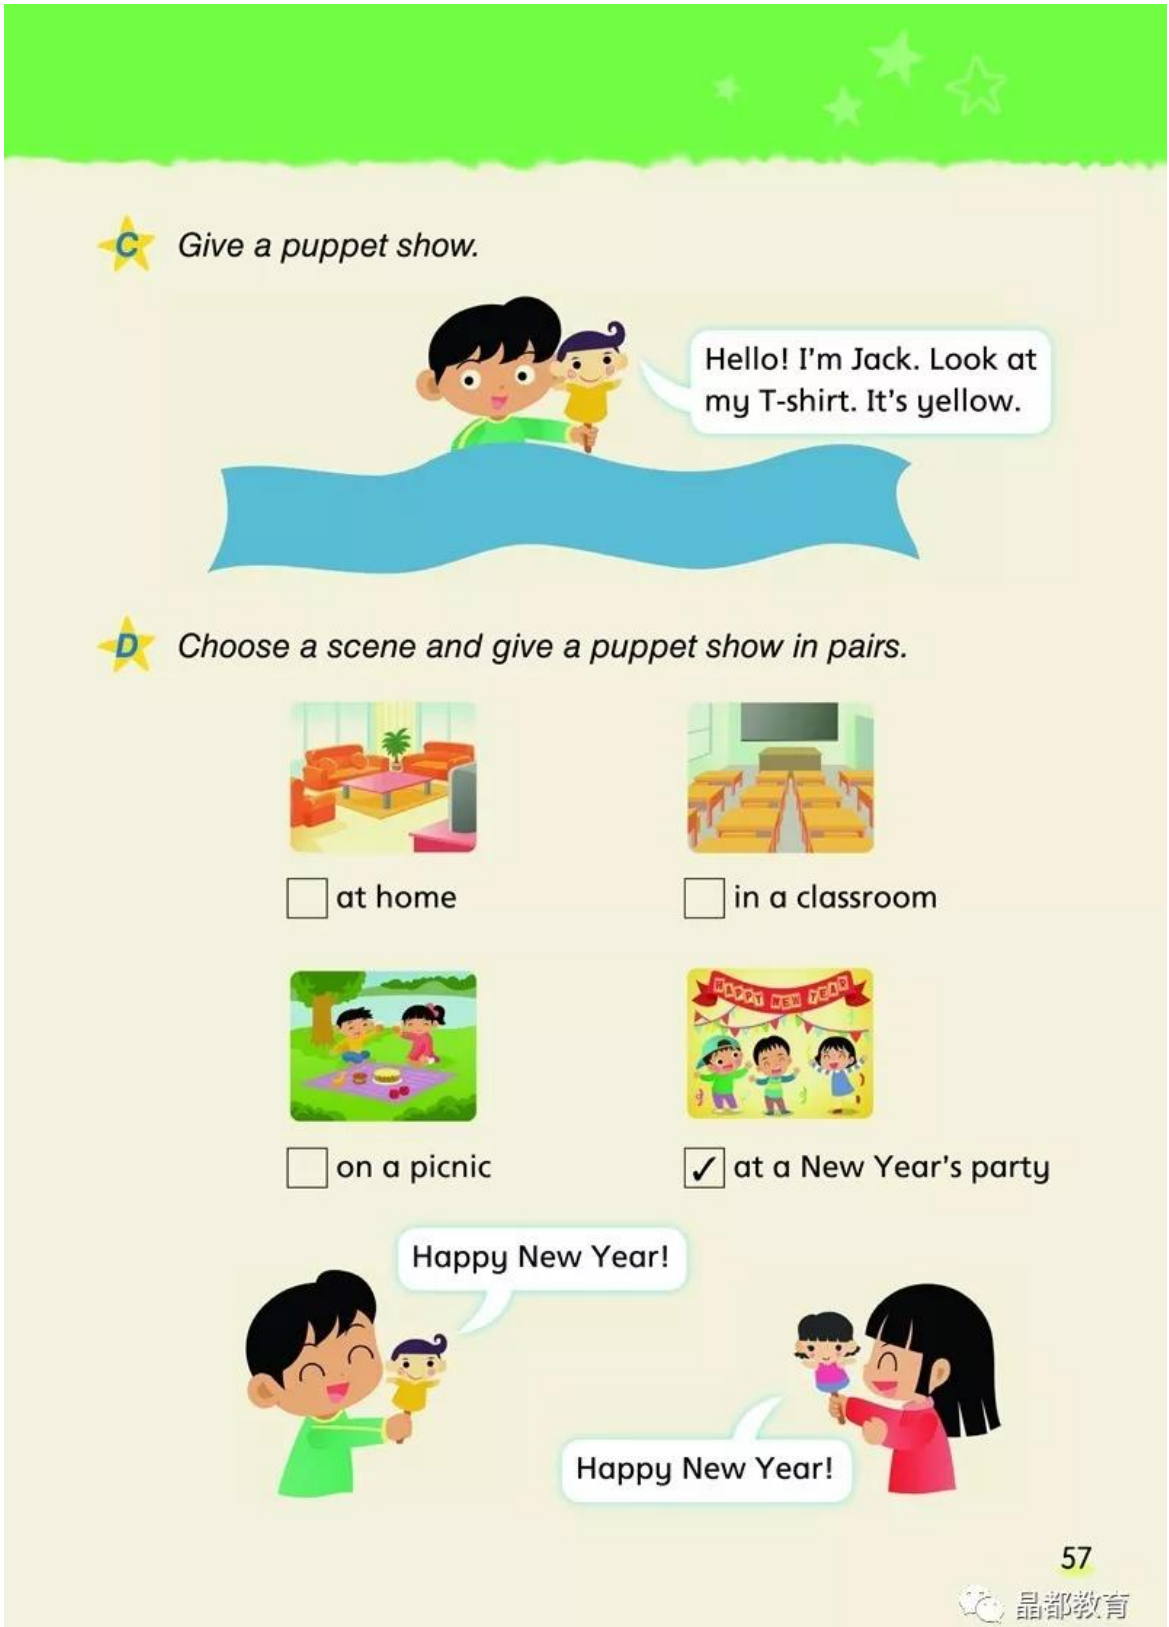 C Give a puppet show.
Hello! I'm Jack. Look at
my T-shirt. It's yellow.
D Choose a scene and give a puppet show in pairs.
at home
in a classroom
HAPPY NEW YEAR
on a picnic
✓ at a New Year's party
Happy New Year!
Happy New Year!
57
晶都教育